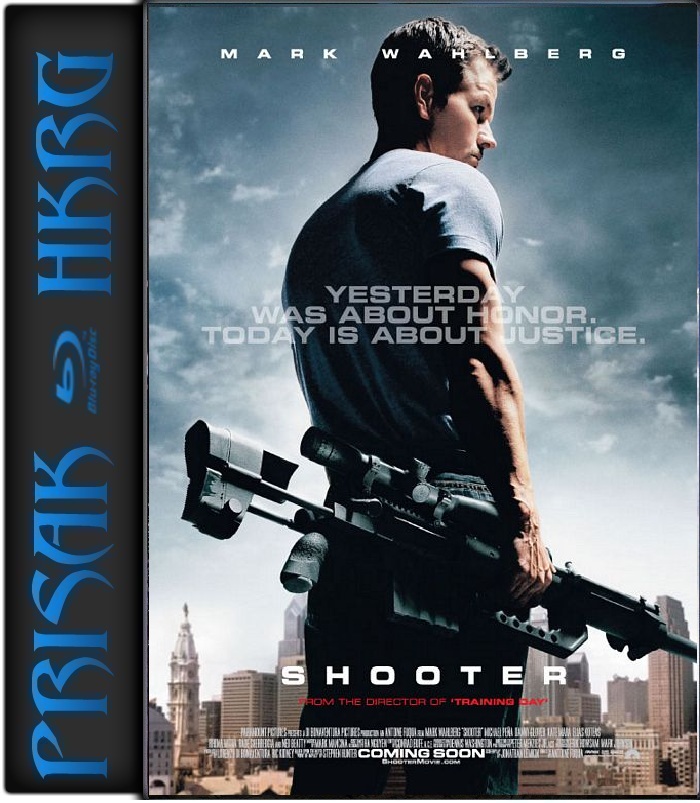 PRISAK HKRG
Blu-ray Disc
MARK WAHLBERG
YESTERDAY
WAS ABOUT HONOR.
TODAY IS ABOUT JUSTICE.
SHOOTER
FROM THE DIRECTOR OF 'TRAINING DAY'
COMING SOON
SHOOTERMOVIE.COM